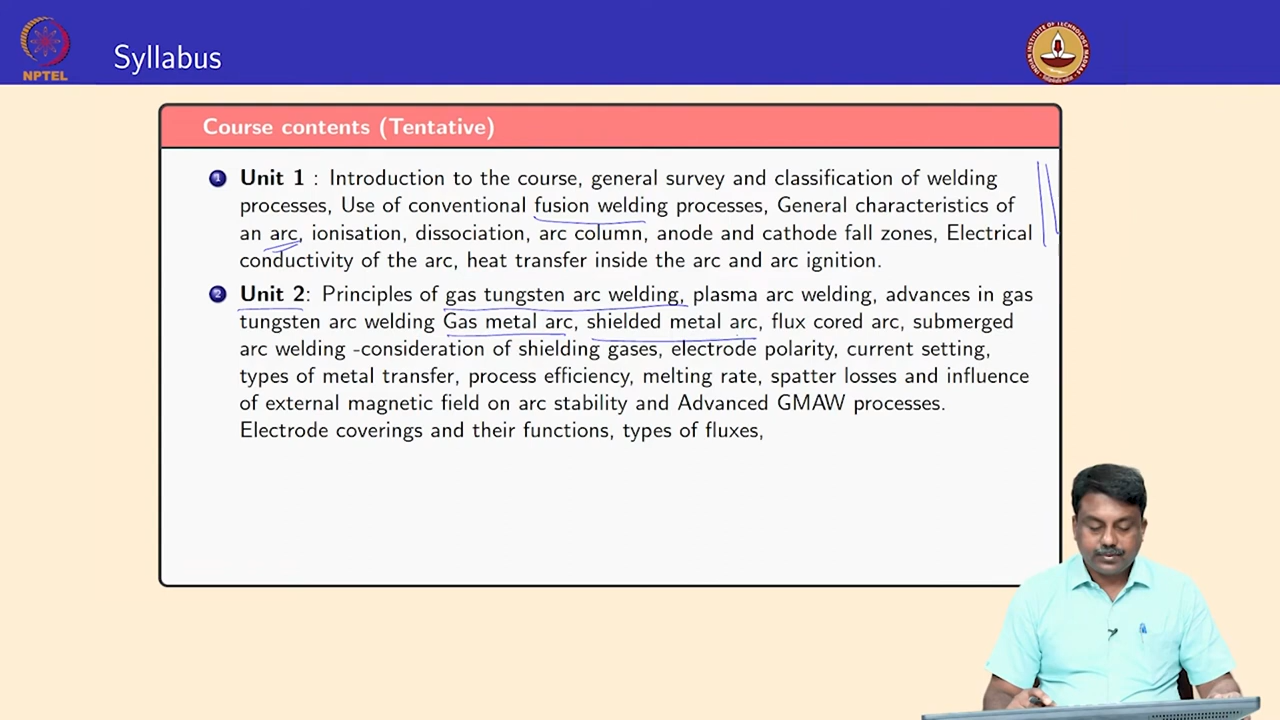 NPTEL
Syllabus
Course contents (Tentative)
1 Unit 1 : Introduction to the course, general survey and classification of welding
processes, Use of conventional fusion welding processes, General characteristics of
an arc, ionisation, dissociation, arc column, anode and cathode fall zones, Electrical
conductivity of the arc, heat transfer inside the arc and arc ignition.
2 Unit 2: Principles of gas tungsten arc welding, plasma arc welding, advances in gas
tungsten arc welding Gas metal arc, shielded metal arc, flux cored arc, submerged
arc welding -consideration of shielding gases, electrode polarity, current setting,
types of metal transfer, process efficiency, melting rate, spatter losses and influence
of external magnetic field on arc stability and Advanced GMAW processes.
Electrode coverings and their functions, types of fluxes,